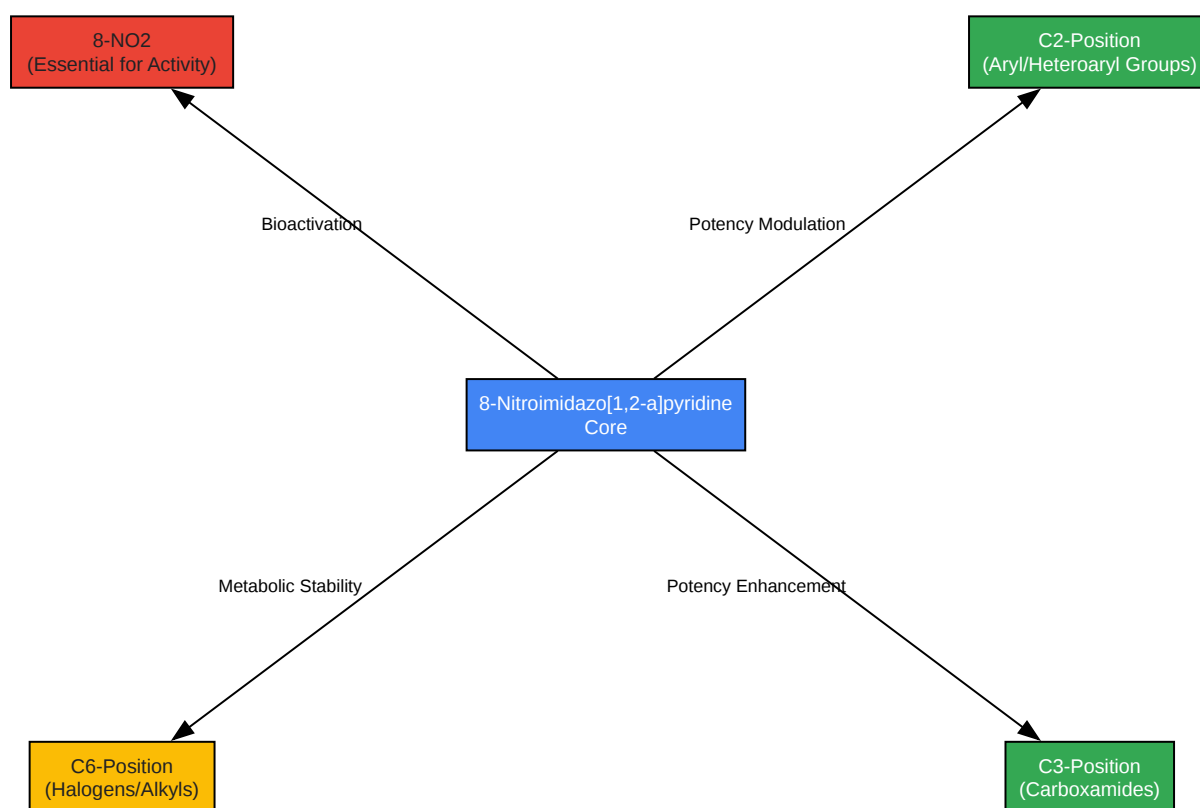 8-NO2
(Essential for Activity)
C2-Position
(Aryl/Heteroaryl Groups)
Bioactivation
Potency Modulation
8-Nitroimidazo[1,2-a]pyridine
Core
Metabolic Stability
Potency Enhancement
C6-Position
(Halogens/Alkyls)
C3-Position
(Carboxamides)